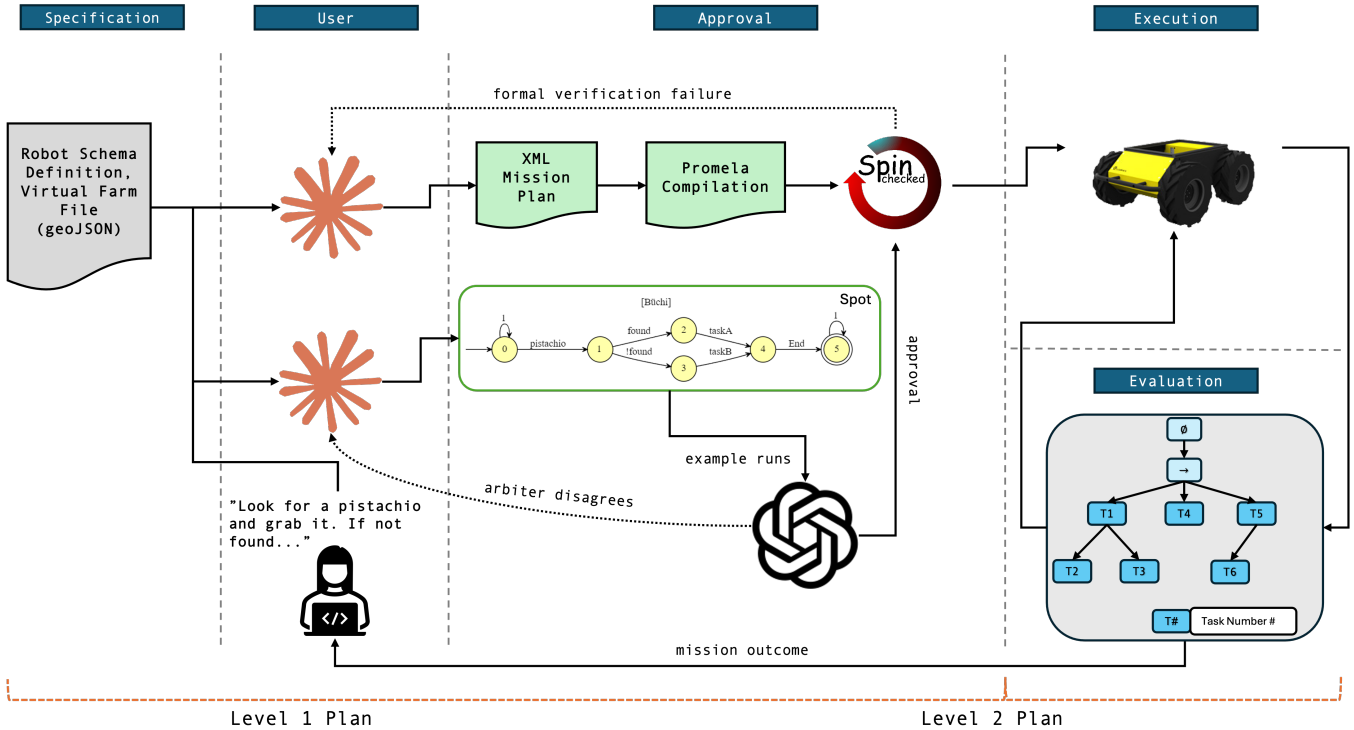 Specification
User
Approval
Execution
formal verification failure
Robot Schema
Definition,
Virtual Farm
File
(geoJSON)
XML
Mission
Plan
Promela
Compilation
Spin
checked
[Büchi]
Spot
1
0
pistachio
1
found
!found
2
3
taskA
taskB
4
End
1
5
approval
example runs
arbiter disagrees
"Look for a pistachio
and grab it. If not
found..."
</>
Evaluation
ø
→
T1
T4
T5
T2
T3
T6
T#
Task Number #
mission outcome
Level 1 Plan
Level 2 Plan